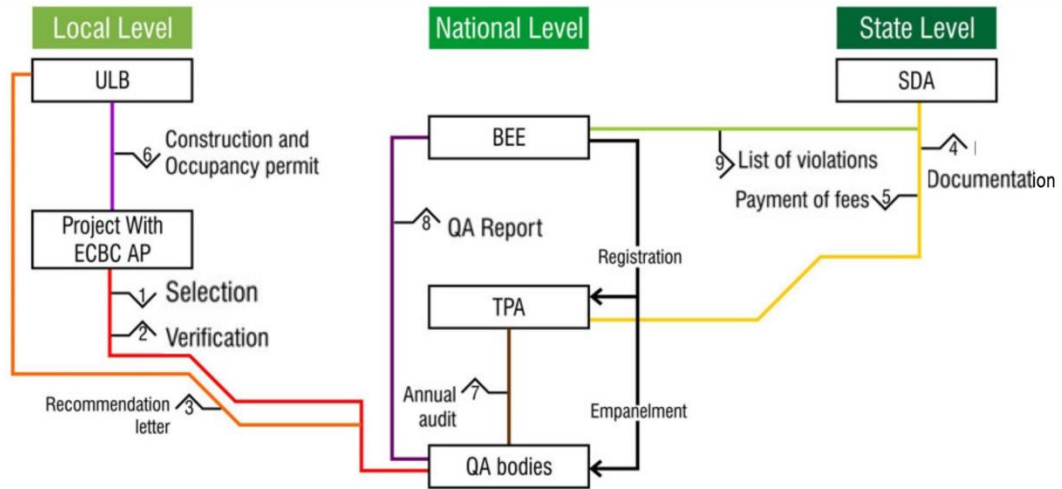 Local Level
National Level
State Level
ULB
SDA
BEE
6
Construction and
Occupancy permit
9
List of violations
4
Documentation
Payment of fees
5
Project With
ECBC AP
8
QA Report
Registration
1
Selection
TPA
2
Verification
Annual
audit
7
Recommendation
letter
3
Empanelment
QA bodies